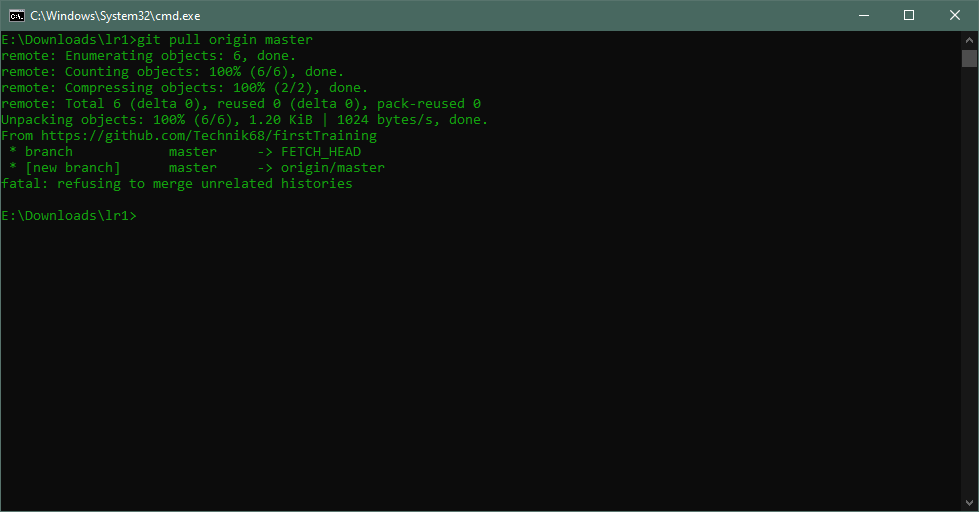 C:\Windows\System32\cmd.exe
E:\Downloads\lr1>git pull origin master
remote: Enumerating objects: 6, done.
remote: Counting objects: 100% (6/6), done.
remote: Compressing objects: 100% (2/2), done.
remote: Total 6 (delta 0), reused 0 (delta 0), pack-reused 0
Unpacking objects: 100% (6/6), 1.20 KiB | 1024 bytes/s, done.
From https://github.com/Technik68/firstTraining
 * branch            master     -> FETCH_HEAD
 * [new branch]      master     -> origin/master
fatal: refusing to merge unrelated histories
E:\Downloads\lr1>